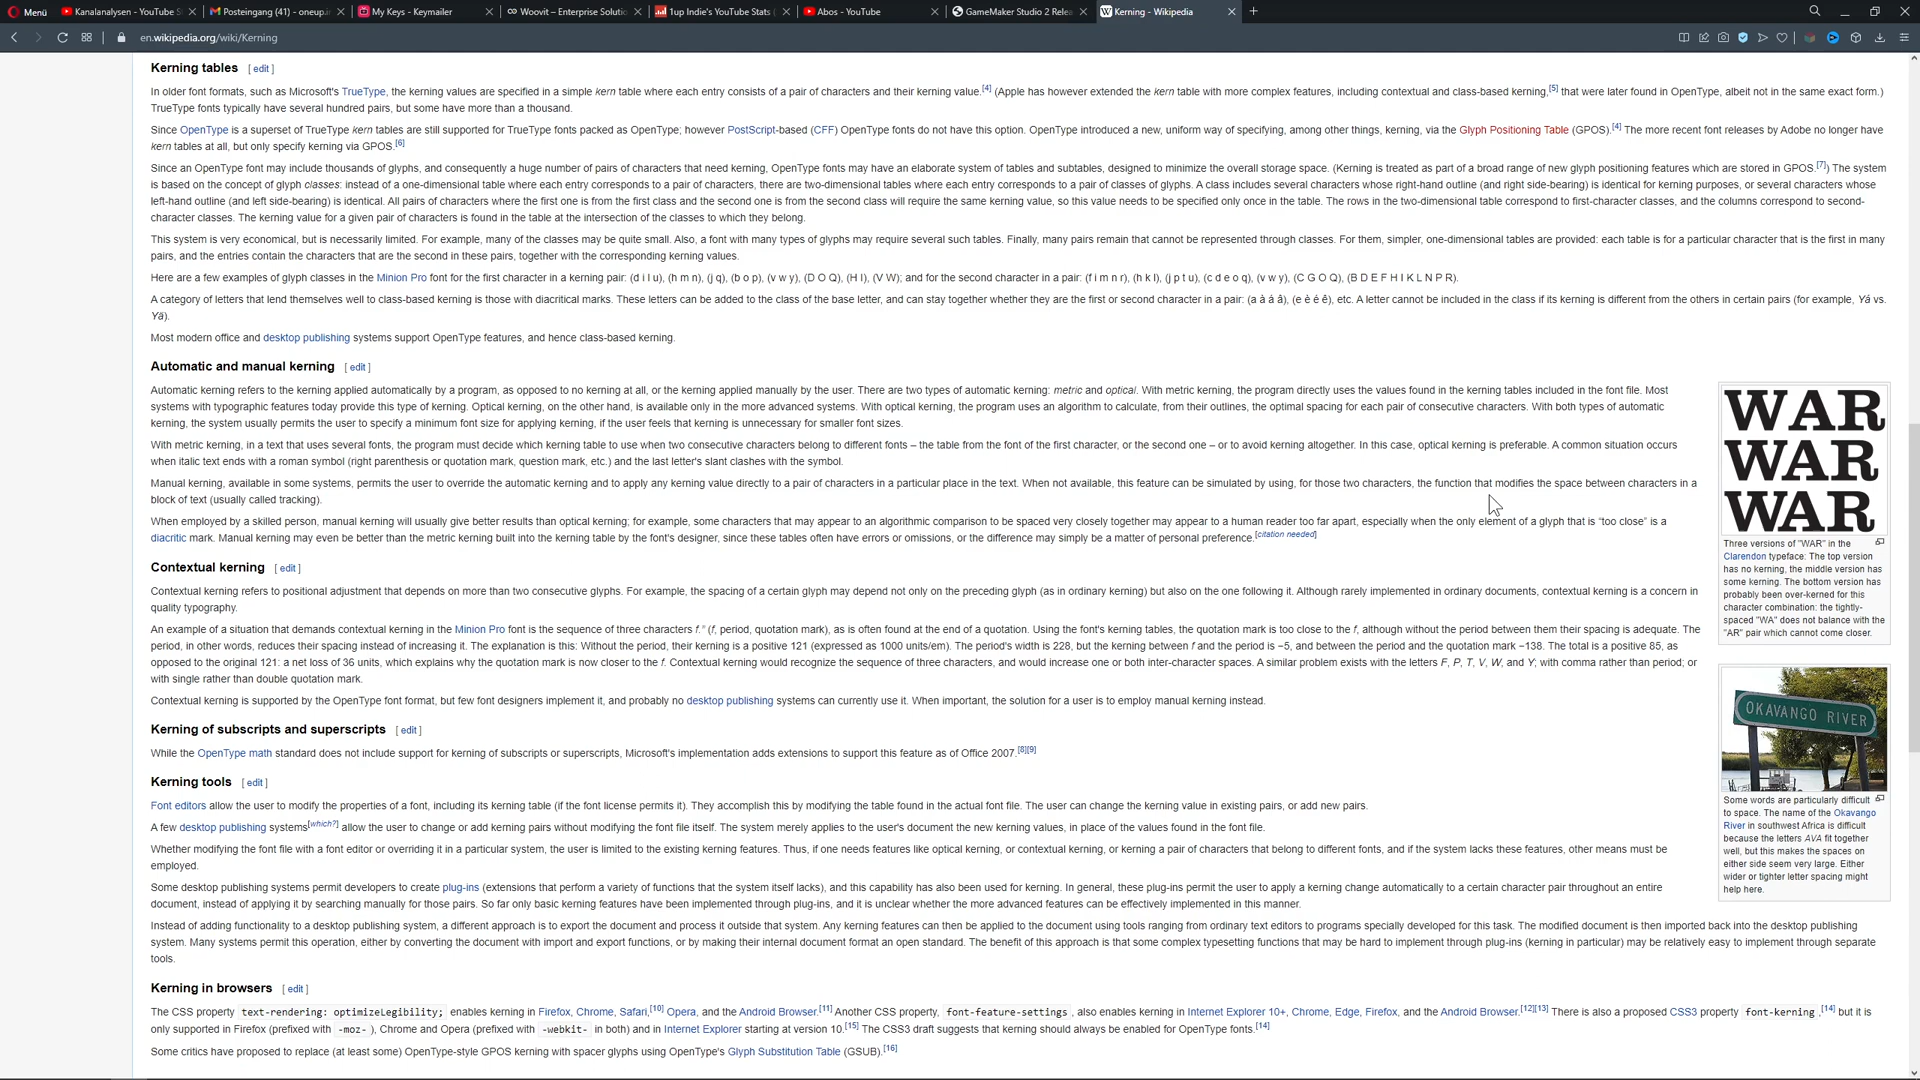 Menü
Kanalanalysen - YouTube S
Posteingang (41) - oneup.in
My Keys - Keymailer
Woovit – Enterprise Solutio
1up Indie's YouTube Stats (
Abos - YouTube
GameMaker Studio 2 Relea
Kerning - Wikipedia
en.wikipedia.org/wiki/Kerning
Kerning tables [ edit ]
In older font formats, such as Microsoft's TrueType, the kerning values are specified in a simple kern table where each entry consists of a pair of characters and their kerning value.[4] (Apple has however extended the kern table with more complex features, including contextual and class-based kerning,[5] that were later found in OpenType, albeit not in the same exact form.)
TrueType fonts typically have several hundred pairs, but some have more than a thousand.
Since OpenType is a superset of TrueType kern tables are still supported for TrueType fonts packed as OpenType; however PostScript-based (CFF) OpenType fonts do not have this option. OpenType introduced a new, uniform way of specifying, among other things, kerning, via the Glyph Positioning Table (GPOS).[4] The more recent font releases by Adobe no longer have
kern tables at all, but only specify kerning via GPOS.[6]
Since an OpenType font may include thousands of glyphs, and consequently a huge number of pairs of characters that need kerning, OpenType fonts may have an elaborate system of tables and subtables, designed to minimize the overall storage space. (Kerning is treated as part of a broad range of new glyph positioning features which are stored in GPOS.[7]) The system
is based on the concept of glyph classes: instead of a one-dimensional table where each entry corresponds to a pair of characters, there are two-dimensional tables where each entry corresponds to a pair of classes of glyphs. A class includes several characters whose right-hand outline (and right side-bearing) is identical for kerning purposes, or several characters whose
left-hand outline (and left side-bearing) is identical. All pairs of characters where the first one is from the first class and the second one is from the second class will require the same kerning value, so this value needs to be specified only once in the table. The rows in the two-dimensional table correspond to first-character classes, and the columns correspond to second-
character classes. The kerning value for a given pair of characters is found in the table at the intersection of the classes to which they belong.
This system is very economical, but is necessarily limited. For example, many of the classes may be quite small. Also, a font with many types of glyphs may require several such tables. Finally, many pairs remain that cannot be represented through classes. For them, simpler, one-dimensional tables are provided: each table is for a particular character that is the first in many
pairs, and the entries contain the characters that are the second in these pairs, together with the corresponding kerning values.
Here are a few examples of glyph classes in the Minion Pro font for the first character in a kerning pair: (d i l u), (h m n), (j q), (b o p), (v w y), (D O Q), (H I), (V W); and for the second character in a pair: (f i m n r), (h k l), (j p t u), (c d e o q), (v w y), (C G O Q), (B D E F H I K L N P R).
A category of letters that lend themselves well to class-based kerning is those with diacritical marks. These letters can be added to the class of the base letter, and can stay together whether they are the first or second character in a pair: (a à á â), (e è é ê), etc. A letter cannot be included in the class if its kerning is different from the others in certain pairs (for example, Yá vs.
Yä).
Most modern office and desktop publishing systems support OpenType features, and hence class-based kerning.
Automatic and manual kerning [ edit ]
Automatic kerning refers to the kerning applied automatically by a program, as opposed to no kerning at all, or the kerning applied manually by the user. There are two types of automatic kerning: metric and optical. With metric kerning, the program directly uses the values found in the kerning tables included in the font file. Most
systems with typographic features today provide this type of kerning. Optical kerning, on the other hand, is available only in the more advanced systems. With optical kerning, the program uses an algorithm to calculate, from their outlines, the optimal spacing for each pair of consecutive characters. With both types of automatic
kerning, the system usually permits the user to specify a minimum font size for applying kerning, if the user feels that kerning is unnecessary for smaller font sizes.
With metric kerning, in a text that uses several fonts, the program must decide which kerning table to use when two consecutive characters belong to different fonts – the table from the font of the first character, or the second one – or to avoid kerning altogether. In this case, optical kerning is preferable. A common situation occurs
when italic text ends with a roman symbol (right parenthesis or quotation mark, question mark, etc.) and the last letter's slant clashes with the symbol.
Manual kerning, available in some systems, permits the user to override the automatic kerning and to apply any kerning value directly to a pair of characters in a particular place in the text. When not available, this feature can be simulated by using, for those two characters, the function that modifies the space between characters in a
block of text (usually called tracking).
When employed by a skilled person, manual kerning will usually give better results than optical kerning; for example, some characters that may appear to an algorithmic comparison to be spaced very closely together may appear to a human reader too far apart, especially when the only element of a glyph that is "too close" is a
diacritic mark. Manual kerning may even be better than the metric kerning built into the kerning table by the font's designer, since these tables often have errors or omissions, or the difference may simply be a matter of personal preference.[citation needed]
WAR
WAR
WAR
Three versions of "WAR" in the
Clarendon typeface: The top version
has no kerning, the middle version has
some kerning. The bottom version has
probably been over-kerned for this
character combination: the tightly-
spaced "WA" does not balance with the
"AR" pair which cannot come closer.
Contextual kerning [ edit ]
Contextual kerning refers to positional adjustment that depends on more than two consecutive glyphs. For example, the spacing of a certain glyph may depend not only on the preceding glyph (as in ordinary kerning) but also on the one following it. Although rarely implemented in ordinary documents, contextual kerning is a concern in
quality typography.
An example of a situation that demands contextual kerning in the Minion Pro font is the sequence of three characters f." (f, period, quotation mark), as is often found at the end of a quotation. Using the font's kerning tables, the quotation mark is too close to the f, although without the period between them their spacing is adequate. The
period, in other words, reduces their spacing instead of increasing it. The explanation is this: Without the period, their kerning is a positive 121 (expressed as 1000 units/em). The period's width is 228, but the kerning between f and the period is −5, and between the period and the quotation mark −138. The total is a positive 85, as
opposed to the original 121: a net loss of 36 units, which explains why the quotation mark is now closer to the f. Contextual kerning would recognize the sequence of three characters, and would increase one or both inter-character spaces. A similar problem exists with the letters F, P, T, V, W, and Y; with comma rather than period; or
with single rather than double quotation mark.
Contextual kerning is supported by the OpenType font format, but few font designers implement it, and probably no desktop publishing systems can currently use it. When important, the solution for a user is to employ manual kerning instead.
OKAVANGO RIVER
Some words are particularly difficult
to space. The name of the Okavango
River in southwest Africa is difficult
because the letters AVA fit together
well, but this makes the spaces on
either side seem very large. Either
wider or tighter letter spacing might
help here.
Kerning of subscripts and superscripts [ edit ]
While the OpenType math standard does not include support for kerning of subscripts or superscripts, Microsoft's implementation adds extensions to support this feature as of Office 2007.[8][9]
Kerning tools [ edit ]
Font editors allow the user to modify the properties of a font, including its kerning table (if the font license permits it). They accomplish this by modifying the table found in the actual font file. The user can change the kerning value in existing pairs, or add new pairs.
A few desktop publishing systems[which?] allow the user to change or add kerning pairs without modifying the font file itself. The system merely applies to the user's document the new kerning values, in place of the values found in the font file.
Whether modifying the font file with a font editor or overriding it in a particular system, the user is limited to the existing kerning features. Thus, if one needs features like optical kerning, or contextual kerning, or kerning a pair of characters that belong to different fonts, and if the system lacks these features, other means must be
employed.
Some desktop publishing systems permit developers to create plug-ins (extensions that perform a variety of functions that the system itself lacks), and this capability has also been used for kerning. In general, these plug-ins permit the user to apply a kerning change automatically to a certain character pair throughout an entire
document, instead of applying it by searching manually for those pairs. So far only basic kerning features have been implemented through plug-ins, and it is unclear whether the more advanced features can be effectively implemented in this manner.
Instead of adding functionality to a desktop publishing system, a different approach is to export the document and process it outside that system. Any kerning features can then be applied to the document using tools ranging from ordinary text editors to programs specially developed for this task. The modified document is then imported back into the desktop publishing
system. Many systems permit this operation, either by converting the document with import and export functions, or by making their internal document format an open standard. The benefit of this approach is that some complex typesetting functions that may be hard to implement through plug-ins (kerning in particular) may be relatively easy to implement through separate
tools.
Kerning in browsers [ edit ]
The CSS property text-rendering: optimizeLegibility; enables kerning in Firefox, Chrome, Safari,[10] Opera, and the Android Browser.[11] Another CSS property, font-feature-settings, also enables kerning in Internet Explorer 10+, Chrome, Edge, Firefox, and the Android Browser.[12][13] There is also a proposed CSS3 property font-kerning,[14] but it is
only supported in Firefox (prefixed with -moz-), Chrome and Opera (prefixed with -webkit- in both) and in Internet Explorer starting at version 10.[15] The CSS3 draft suggests that kerning should always be enabled for OpenType fonts.[14]
Some critics have proposed to replace (at least some) OpenType-style GPOS kerning with spacer glyphs using OpenType's Glyph Substitution Table (GSUB).[16]